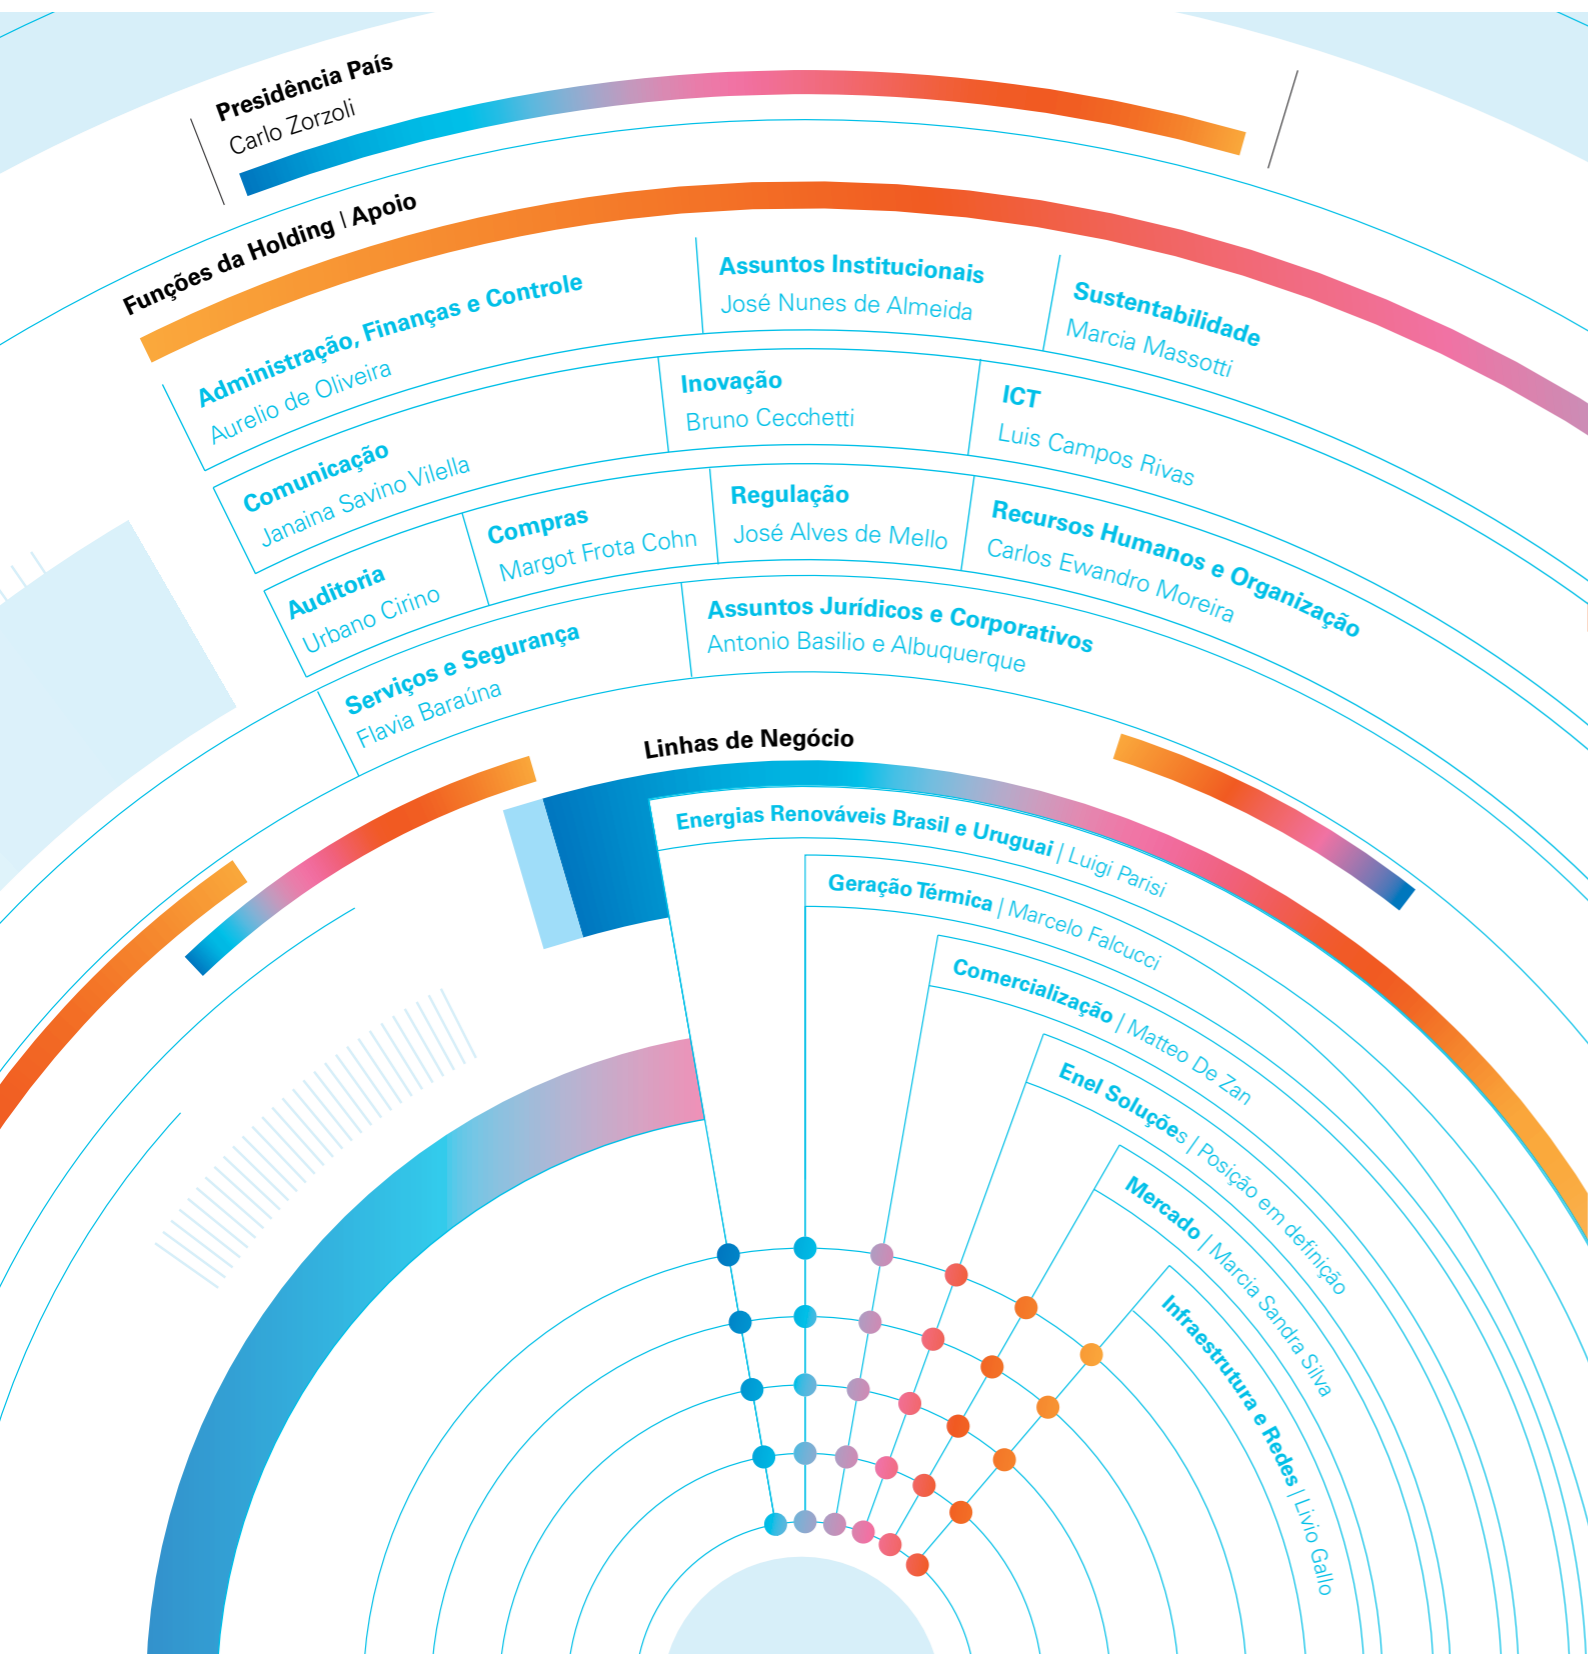 Presidência País
Carlo Zorzoli
Funções da Holding | Apoio
Administração, Finanças e Controle
Aurelio de Oliveira
Assuntos Institucionais
José Nunes de Almeida
Sustentabilidade
Marcia Massotti
Comunicação
Janaina Savino Vilella
Inovação
Bruno Cecchetti
ICT
Luis Campos Rivas
Auditoria
Urbano Cirino
Compras
Margot Frota Cohn
Regulação
José Alves de Mello
Recursos Humanos e Organização
Carlos Ewandro Moreira
Serviços e Segurança
Flavia Baraúna
Assuntos Jurídicos e Corporativos
Antonio Basilio e Albuquerque
Linhas de Negócio
Energias Renováveis Brasil e Uruguai | Luigi Parisi
Geração Térmica | Marcelo Falcucci
Comercialização | Matteo De Zan
Enel Soluções | Posição em definição
Mercado | Marcia Sandra Silva
Infraestrutura e Redes | Livio Gallo